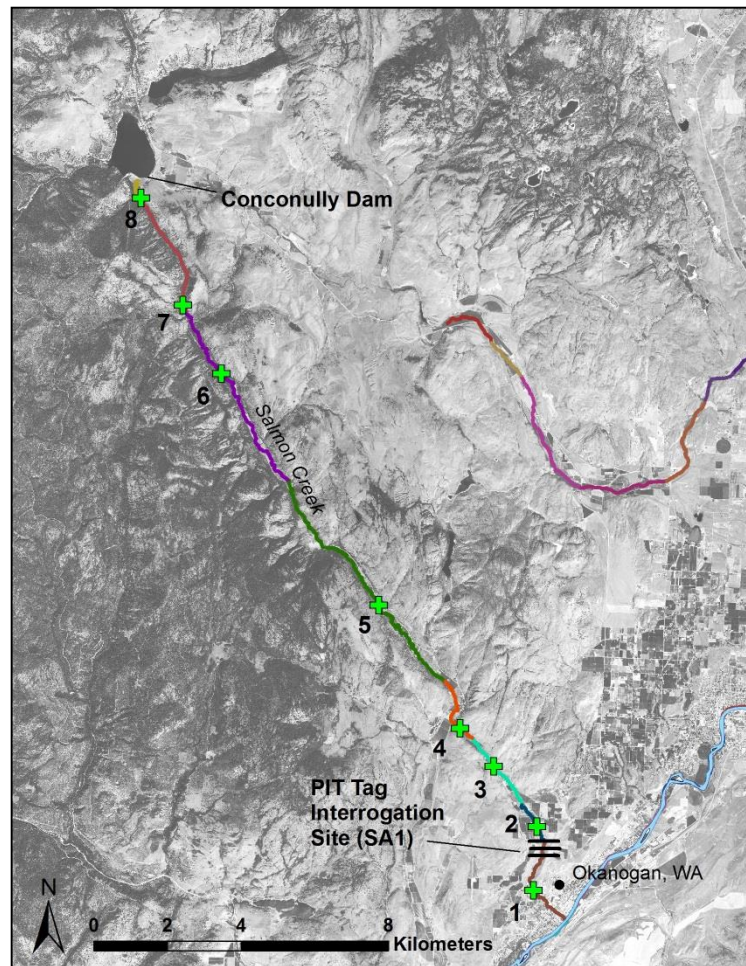 Conconully Dam
8
7
6
Salmon Creek
5
4
3
PIT Tag
Interrogation
Site (SA1)
2
Okanogan, WA
1
N
0 2 4 8
Kilometers